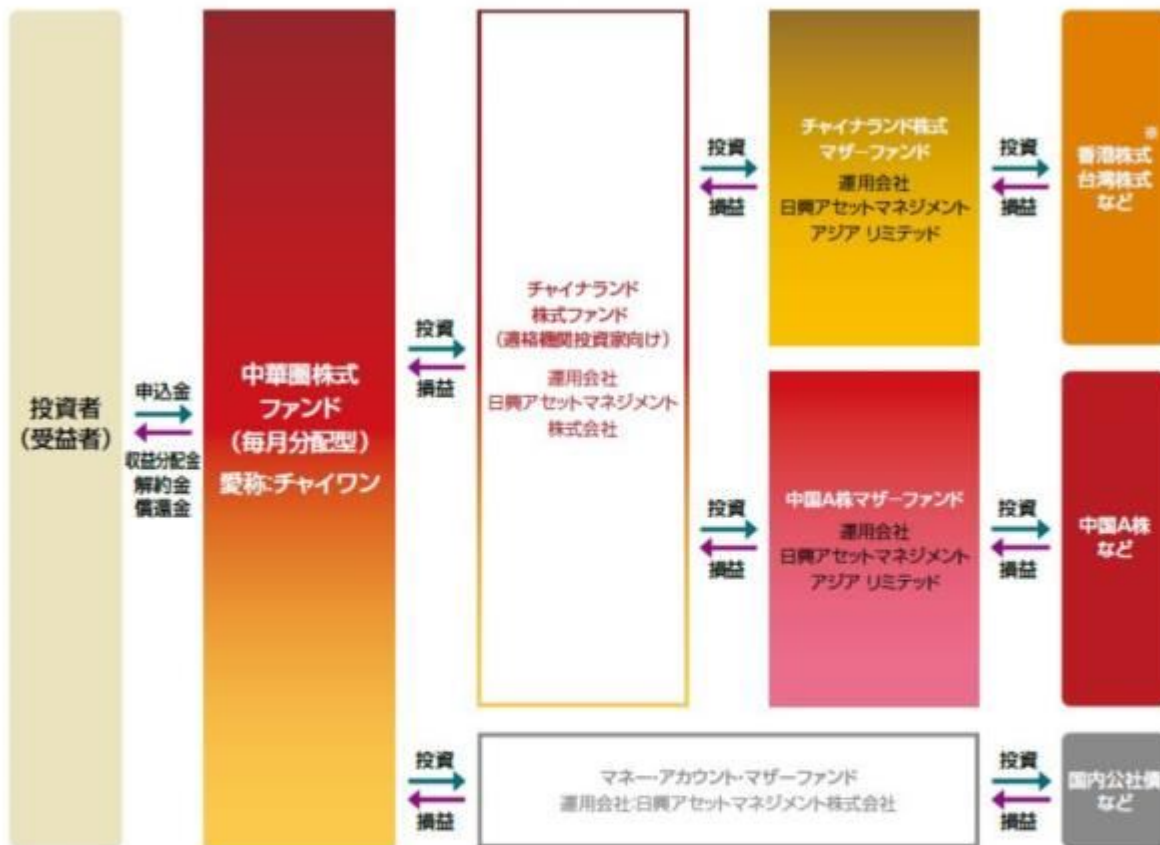 投資者
(受益者)
申込金
収益分配金
解約金
償還金
中華圏株式
ファンド
(毎月分配型)
愛称:チャイワン
投資
損益
チャイナランド
株式ファンド
(適格機関投資家向け)
運用会社
日興アセットマネジメント
株式会社
投資
損益
チャイナランド株式
マザーファンド
運用会社
日興アセットマネジメント
アジア リミテッド
投資
損益
※
香港株式
台湾株式
など
投資
損益
中国A株マザーファンド
運用会社
日興アセットマネジメント
アジア リミテッド
投資
損益
中国A株
など
投資
損益
マネー・アカウント・マザーファンド
運用会社:日興アセットマネジメント株式会社
投資
損益
国内公社債
など